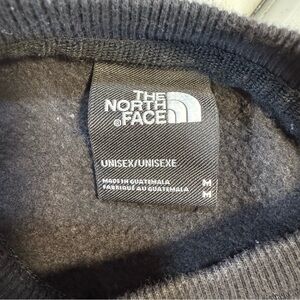 THE
NORTH
®FACE
UNISEX/UNISEXE
MADE IN GUATEMALA M
FABRIQUÉ AU GUATEMALA M